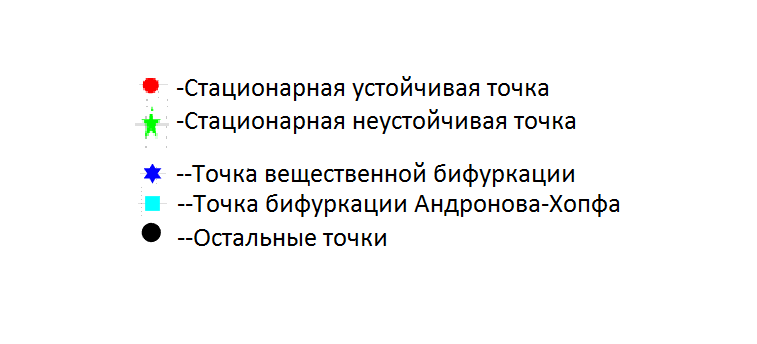 -Стационарная устойчивая точка
-Стационарная неустойчивая точка
--Точка вещественной бифуркации
--Точка бифуркации Андронова-Хопфа
--Остальные точки